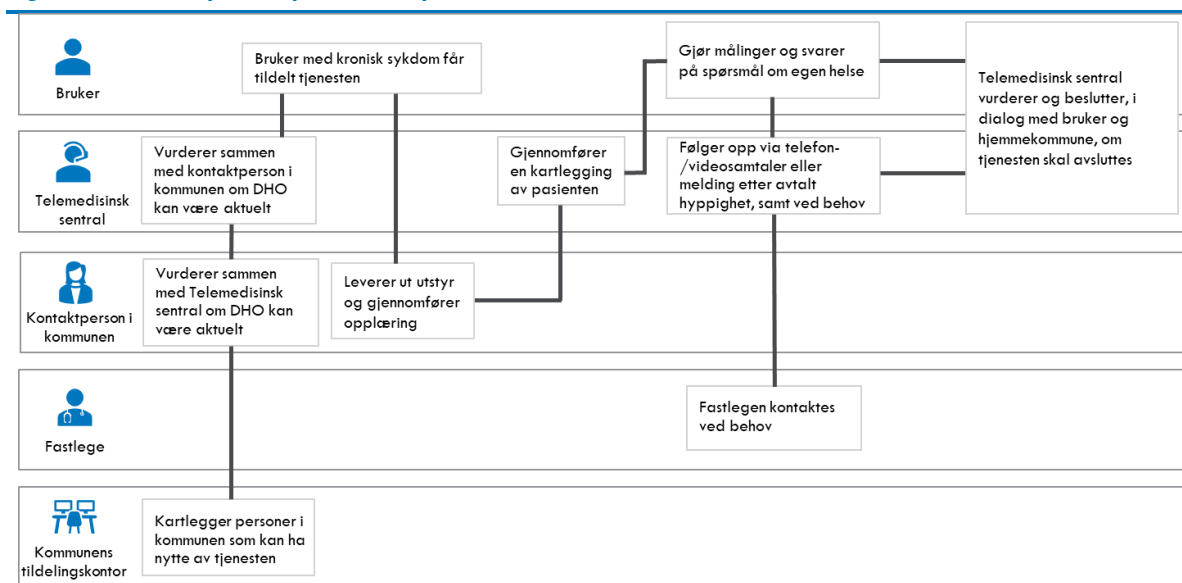 Bruker
Bruker med kronisk sykdom får
tildelt tjenesten
Gjør målinger og svarer
på spørsmål om egen helse
Telemedisinsk sentral
vurderer og beslutter, i
dialog med bruker og
hjemmekommune, om
tjenesten skal avsluttes
Telemedisinsk
sentral
Vurderer sammen
med kontaktperson i
kommunen om DHO
kan være aktuelt
Gjennomfører
en kartlegging
av pasienten
Følger opp via telefon-
/videosamtaler eller
melding etter avtalt
hyppighet, samt ved behov
Kontaktperson i
kommunen
Vurderer sammen
med Telemedisinsk
sentral om DHO kan
være aktuelt
Leverer ut utstyr
og gjennomfører
opplæring
Fastlege
Fastlegen kontaktes
ved behov
Kommunens
tildelingskontor
Kartlegger personer i
kommunen som kan ha
nytte av tjenesten